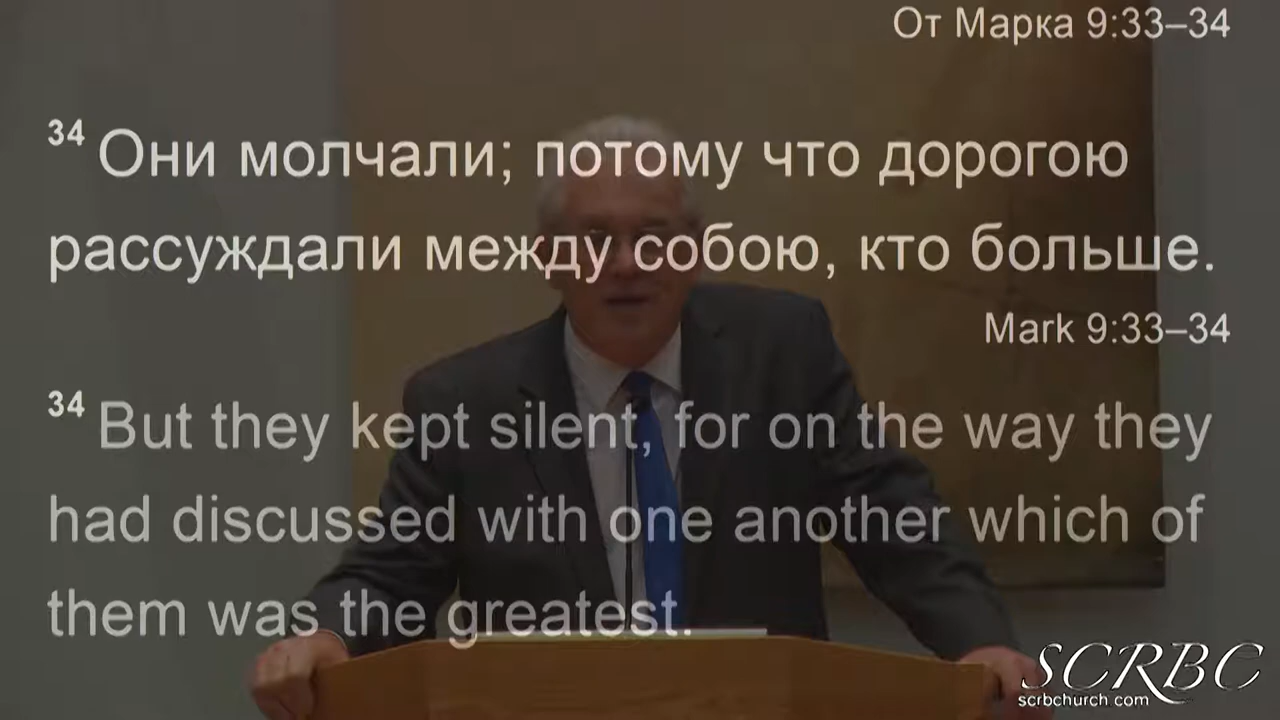 От Марка 9:33–34
34 Они молчали; потому что дорогою
рассуждали между собою, кто больше.
Mark 9:33–34
34 But they kept silent, for on the way they
had discussed with one another which of
them was the greatest.
SCRBC
scrbchurch.com